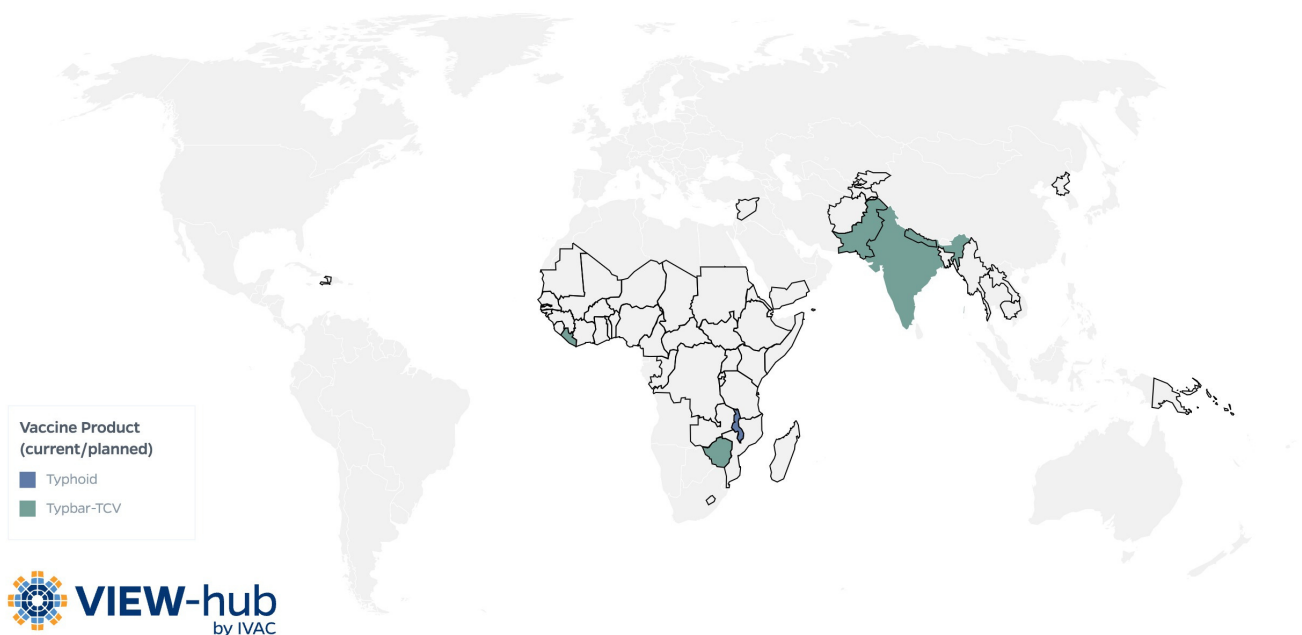 Vaccine Product
(current/planned)
Typhoid
Typbar-TCV
VIEW-hub
by IVAC